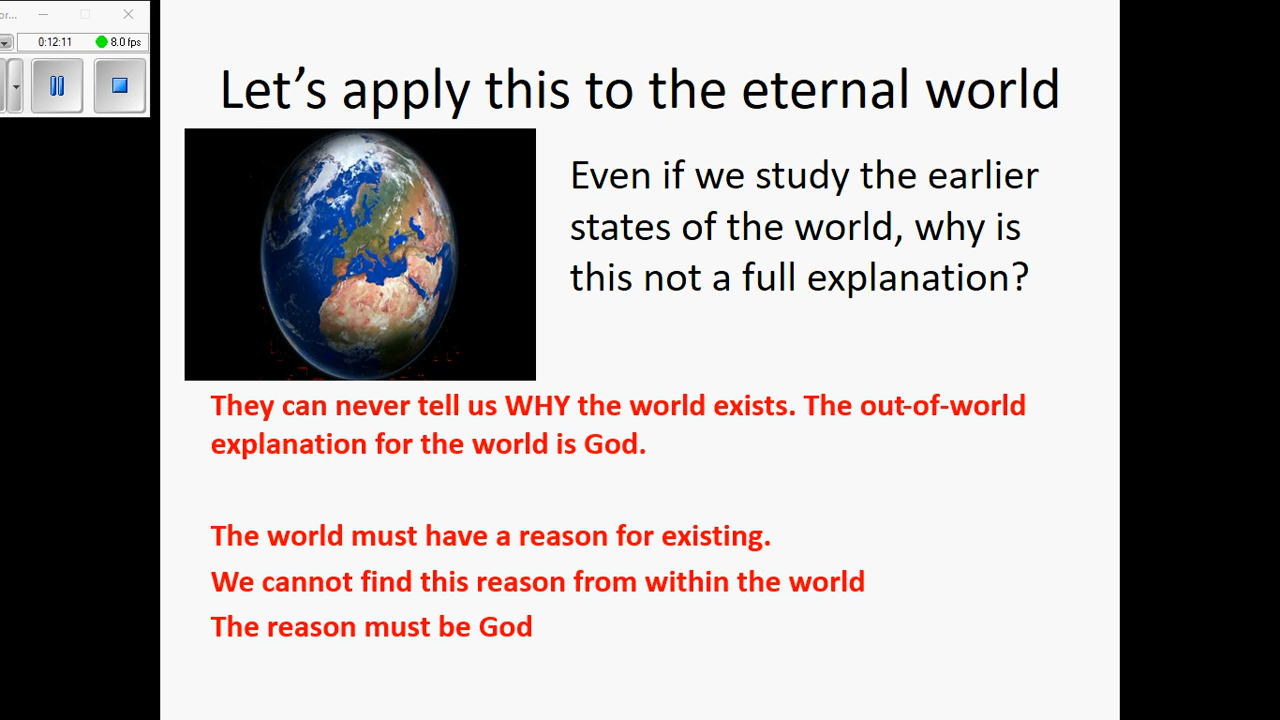 or...
0:12:11
8.0 fps
Let's apply this to the eternal world
Even if we study the earlier
states of the world, why is
this not a full explanation?
They can never tell us WHY the world exists. The out-of-world
explanation for the world is God.
The world must have a reason for existing.
We cannot find this reason from within the world
The reason must be God